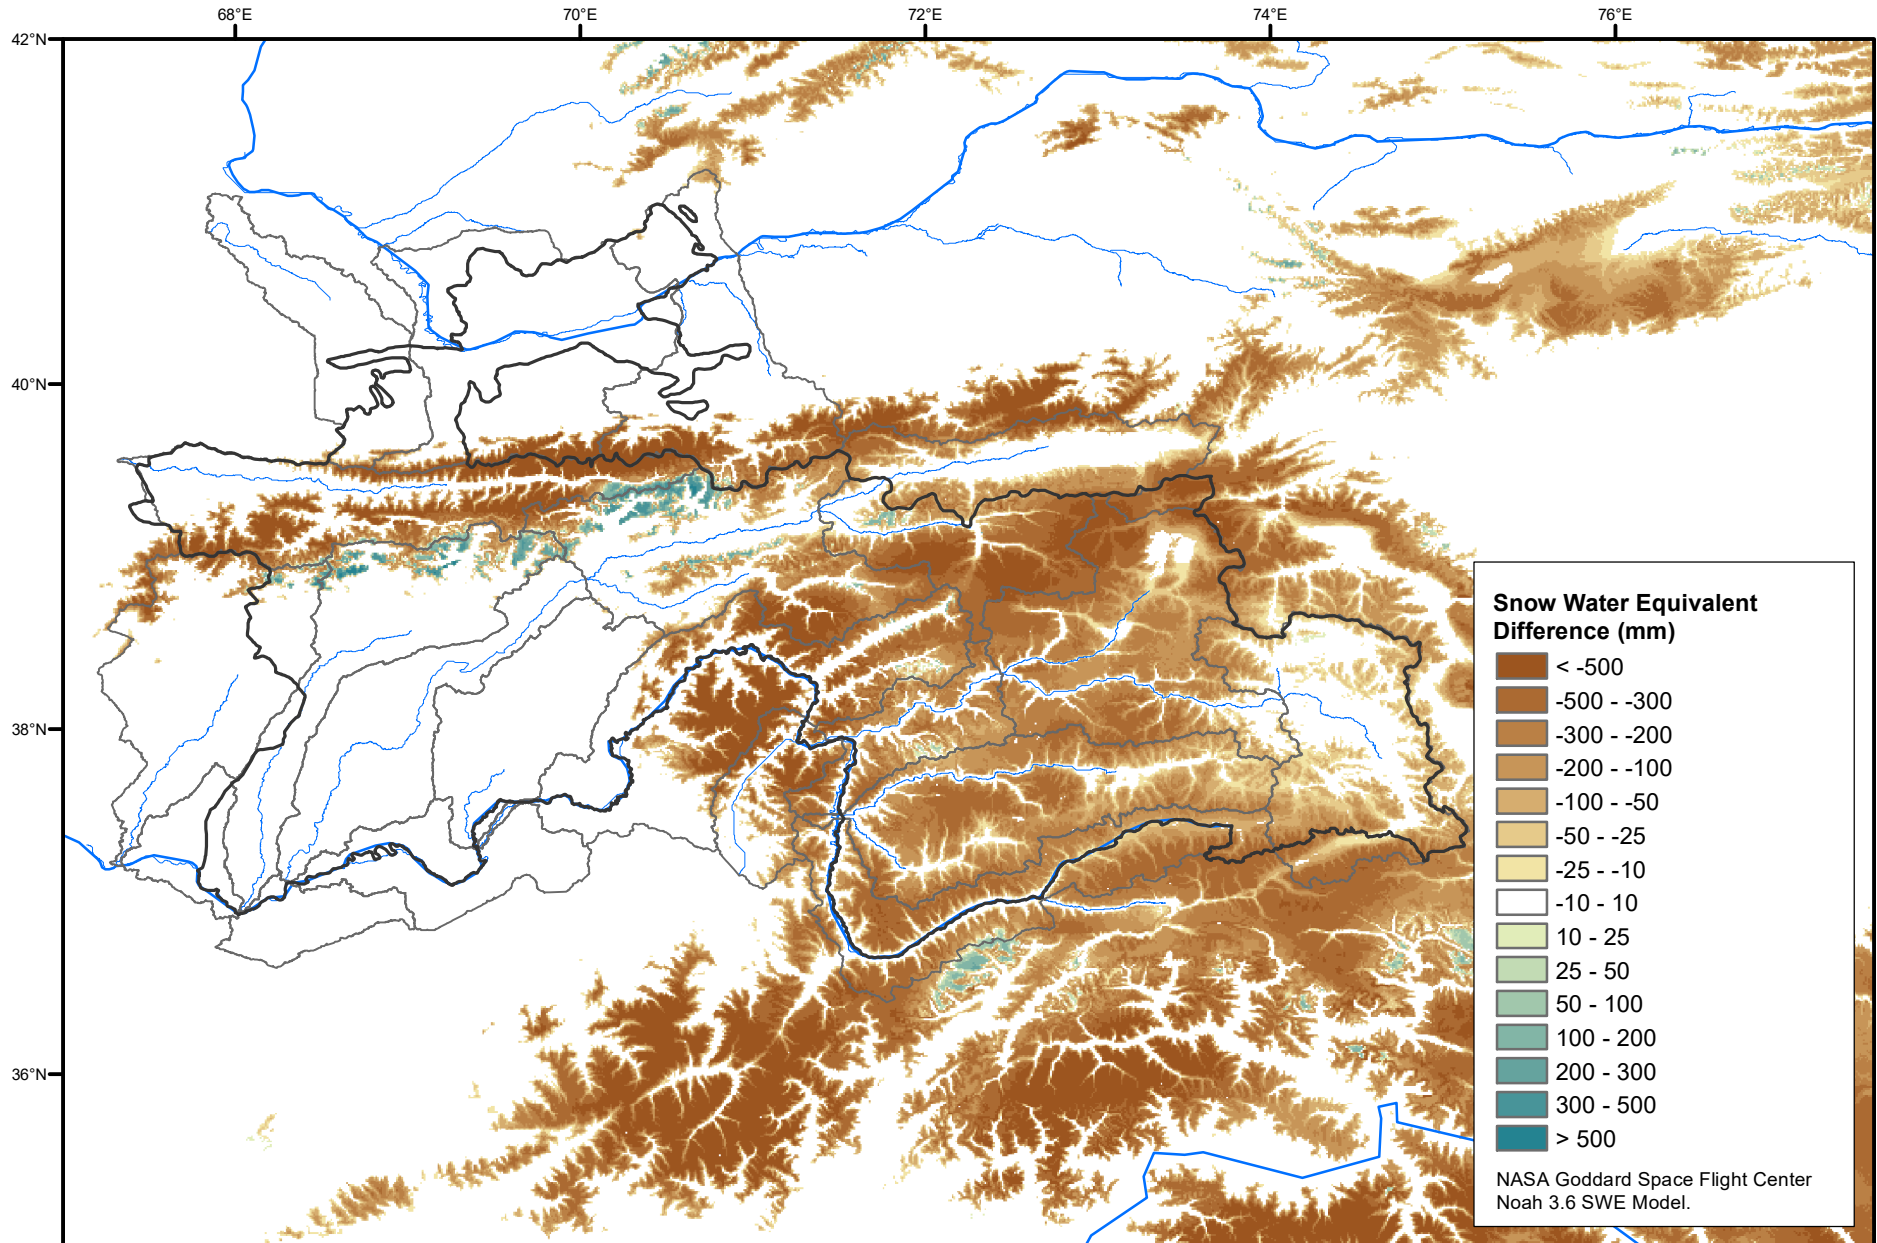 68°E
70°E
72°E
74°E
76°E
42°N
40°N
38°N
36°N
Snow Water Equivalent
Difference (mm)
< -500
-500 - -300
-300 - -200
-200 - -100
-100 - -50
-50 - -25
-25 - -10
-10 - 10
10 - 25
25 - 50
50 - 100
100 - 200
200 - 300
300 - 500
> 500
NASA Goddard Space Flight Center
Noah 3.6 SWE Model.